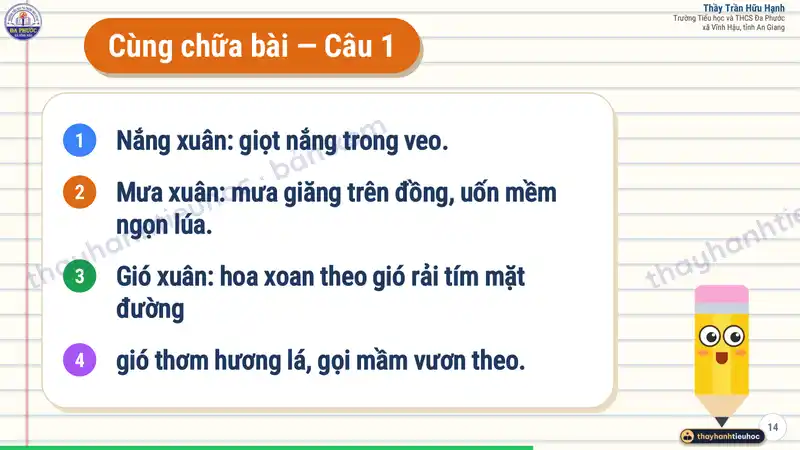 Thầy Trần Hữu Hạnh
Trường Tiểu học và THCS Đa Phước
xã Vĩnh Hậu, tỉnh An Giang
ĐA PHƯỚC
Cùng chữa bài – Câu 1
1 Nắng xuân: giọt nắng trong veo.
2 Mưa xuân: mưa giăng trên đồng, uốn mềm
ngọn lúa.
3 Gió xuân: hoa xoan theo gió rải tím mặt
đường
4 gió thơm hương lá, gọi mầm vươn theo.
14
thayhanhtieuhoc